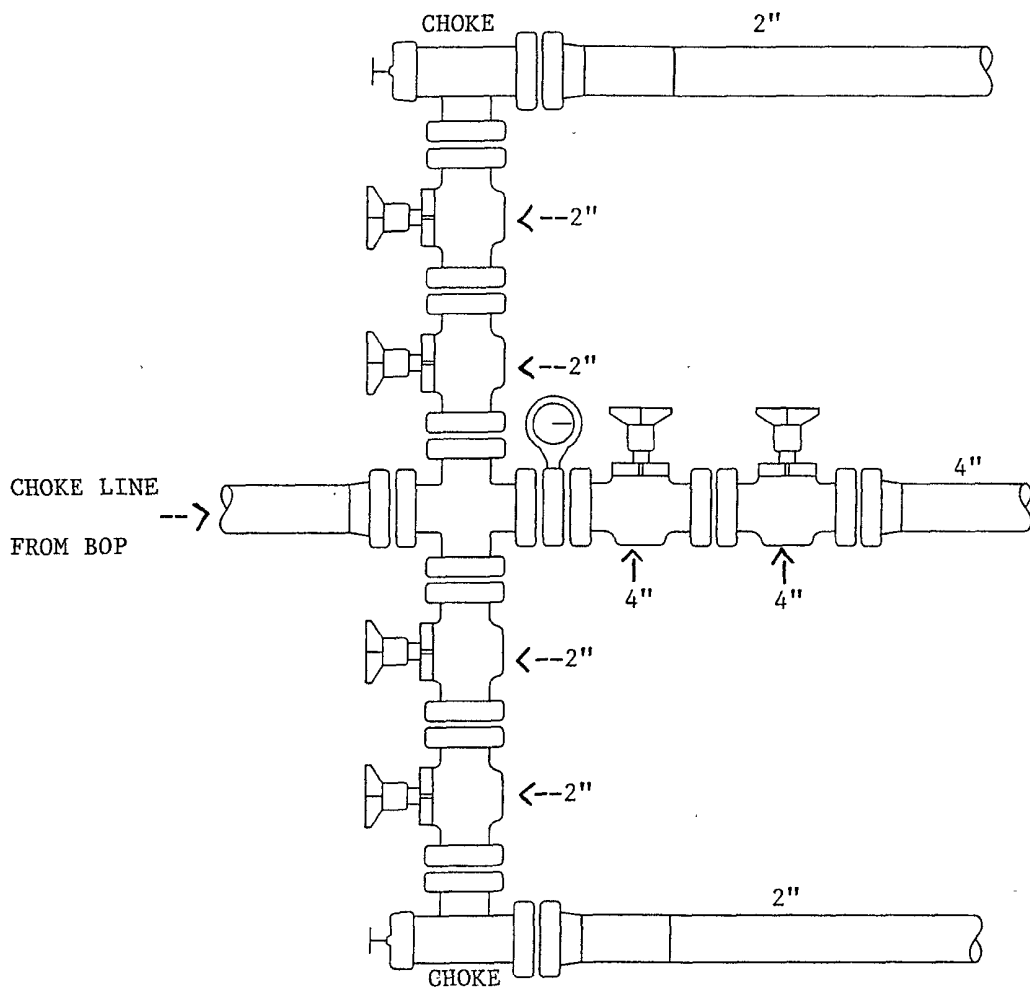 CHOKE
2"
<--2"
<--2"
CHOKE LINE
-->
FROM BOP
4"
4"
4"
<--2"
<--2"
2"
CHOKE